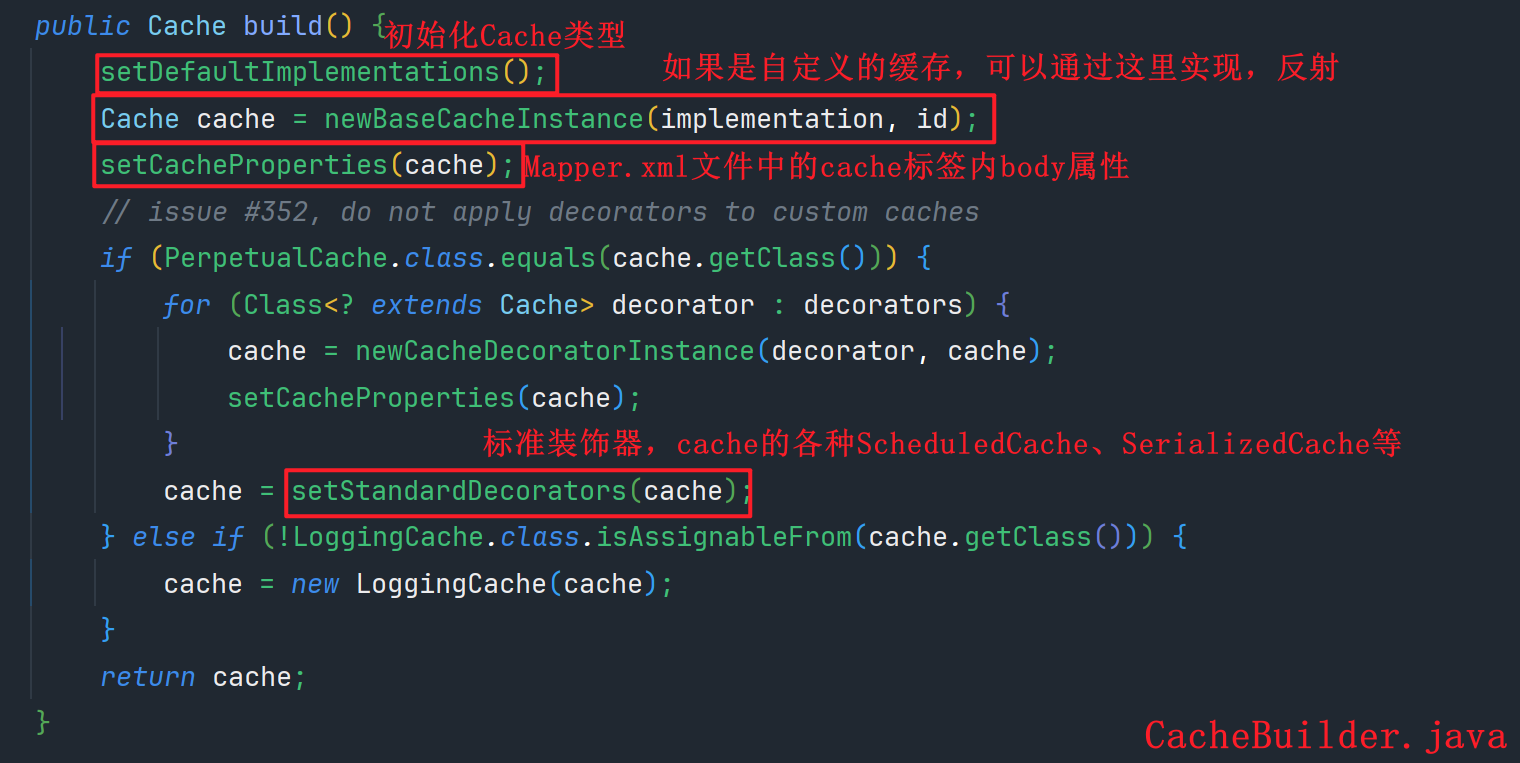 public Cache build() {初始化Cache类型
setDefaultImplementations(); 如果是自定义的缓存，可以通过这里实现，反射
Cache cache = newBaseCacheInstance(implementation, id);
setCacheProperties(cache);Mapper.xml文件中的cache标签内body属性
// issue #352, do not apply decorators to custom caches
if (PerpetualCache.class.equals(cache.getClass())) {
for (Class<? extends Cache> decorator : decorators) {
cache = newCacheDecoratorInstance(decorator, cache);
setCacheProperties(cache);
} 标准装饰器，cache的各种ScheduledCache、SerializedCache等
cache = setStandardDecorators(cache);
} else if (!LoggingCache.class.isAssignableFrom(cache.getClass())) {
cache = new LoggingCache(cache);
}
return cache;
}
CacheBuilder.java